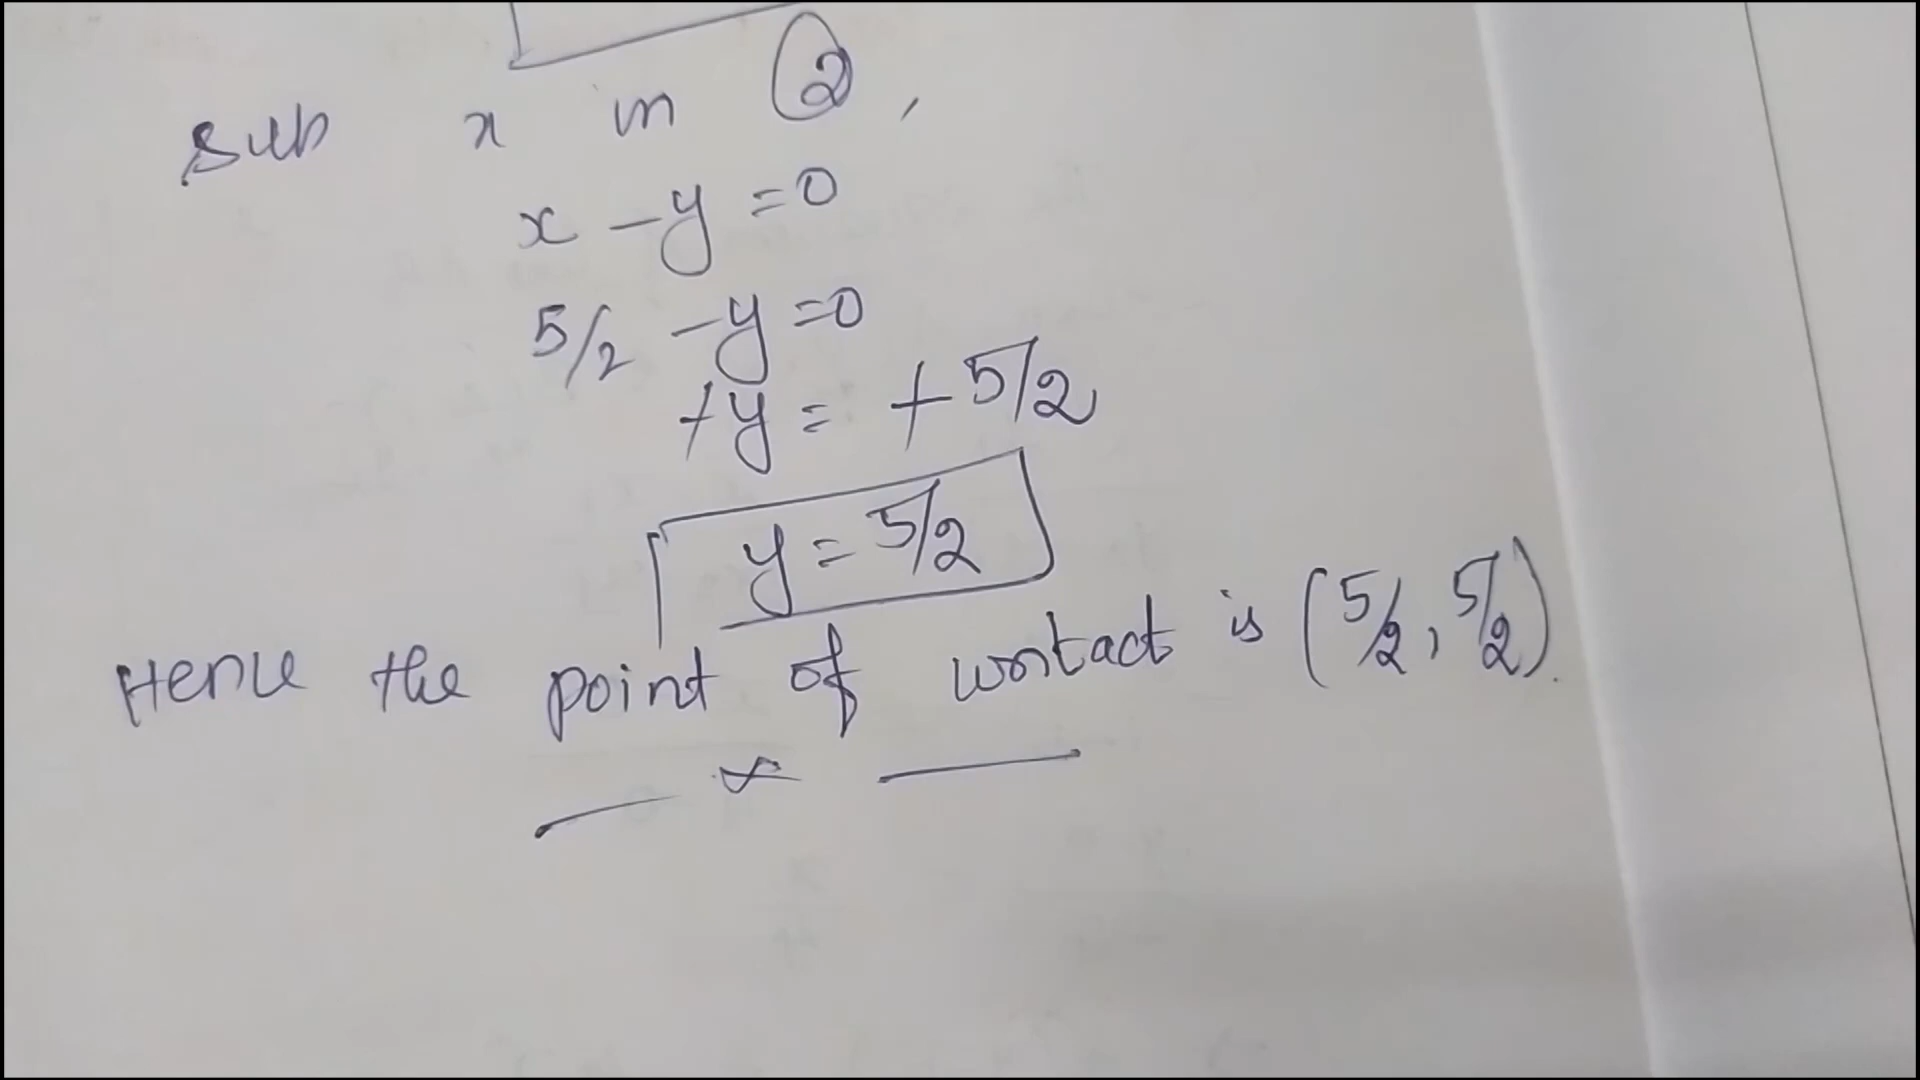 sub x in ②,
x - y = 0
5/2 - y = 0
+y = +5/2
y = 5/2
Hence the point of contact is (5/2, 5/2).